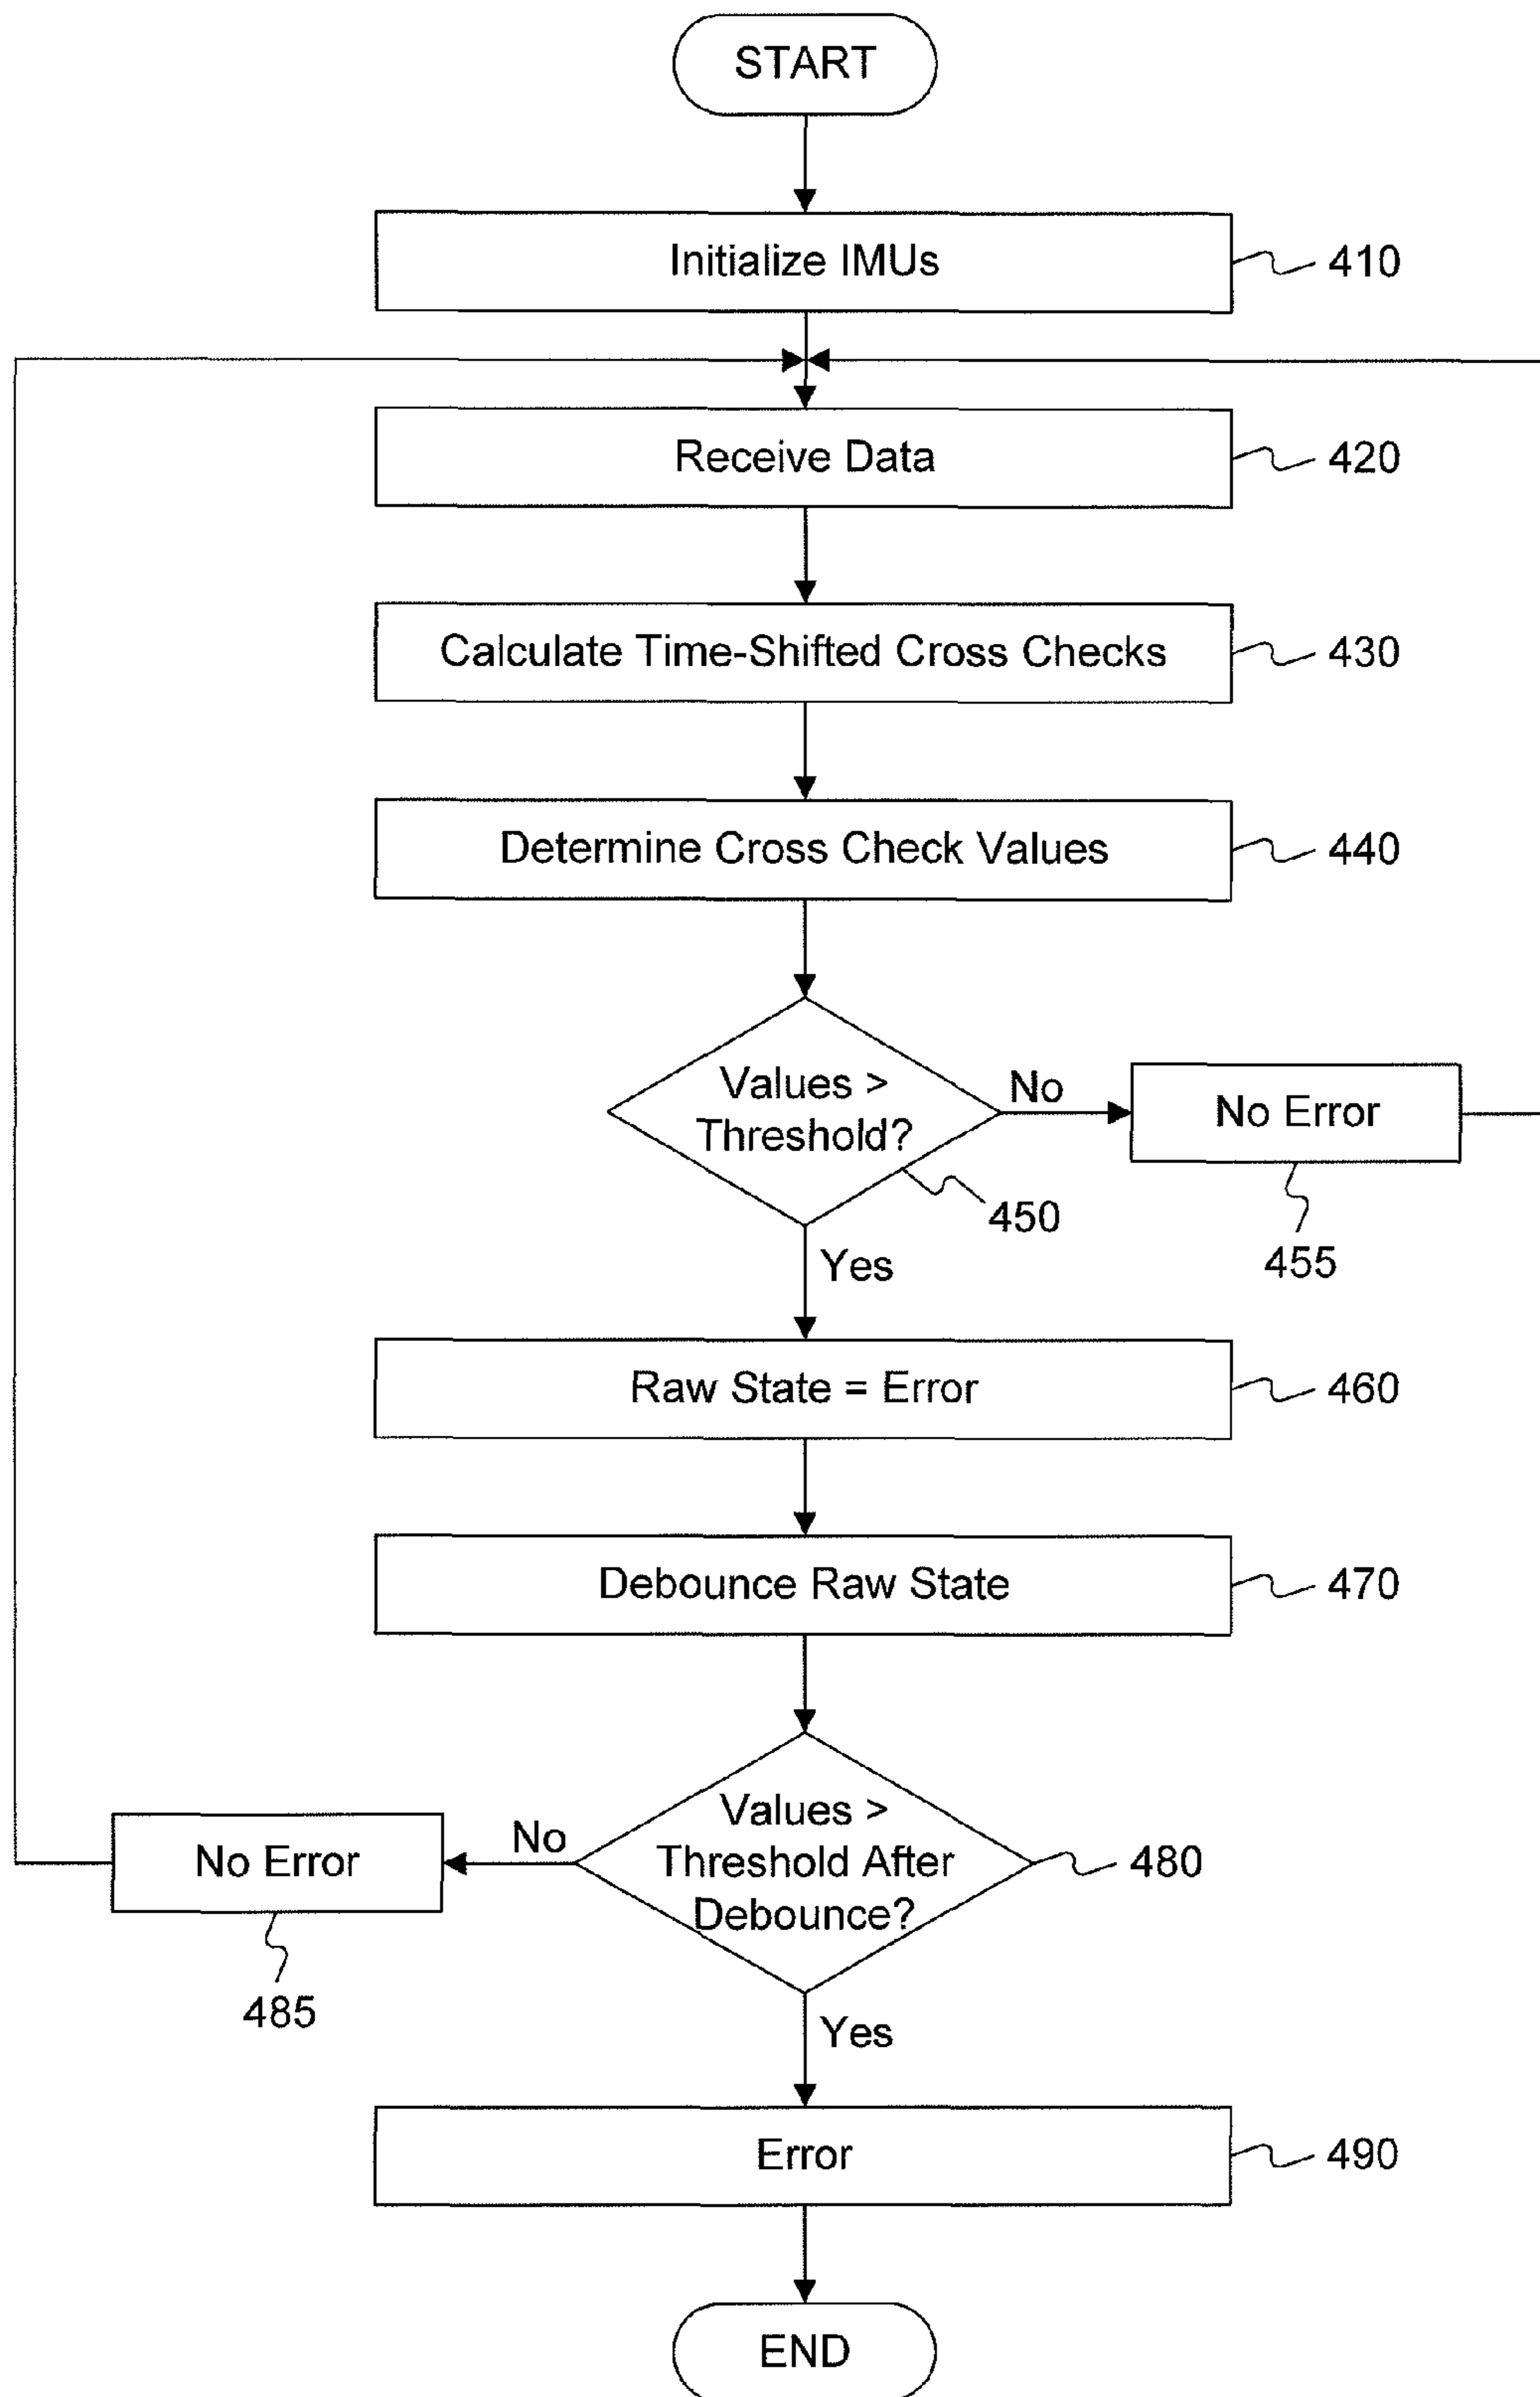 START
Initialize IMUs
410
Receive Data
420
Calculate Time-Shifted Cross Checks
430
Determine Cross Check Values
440
Values >
Threshold?
450
No
No Error
455
Yes
Raw State = Error
460
Debounce Raw State
470
Values >
Threshold After
Debounce?
480
No
No Error
485
Yes
Error
490
END